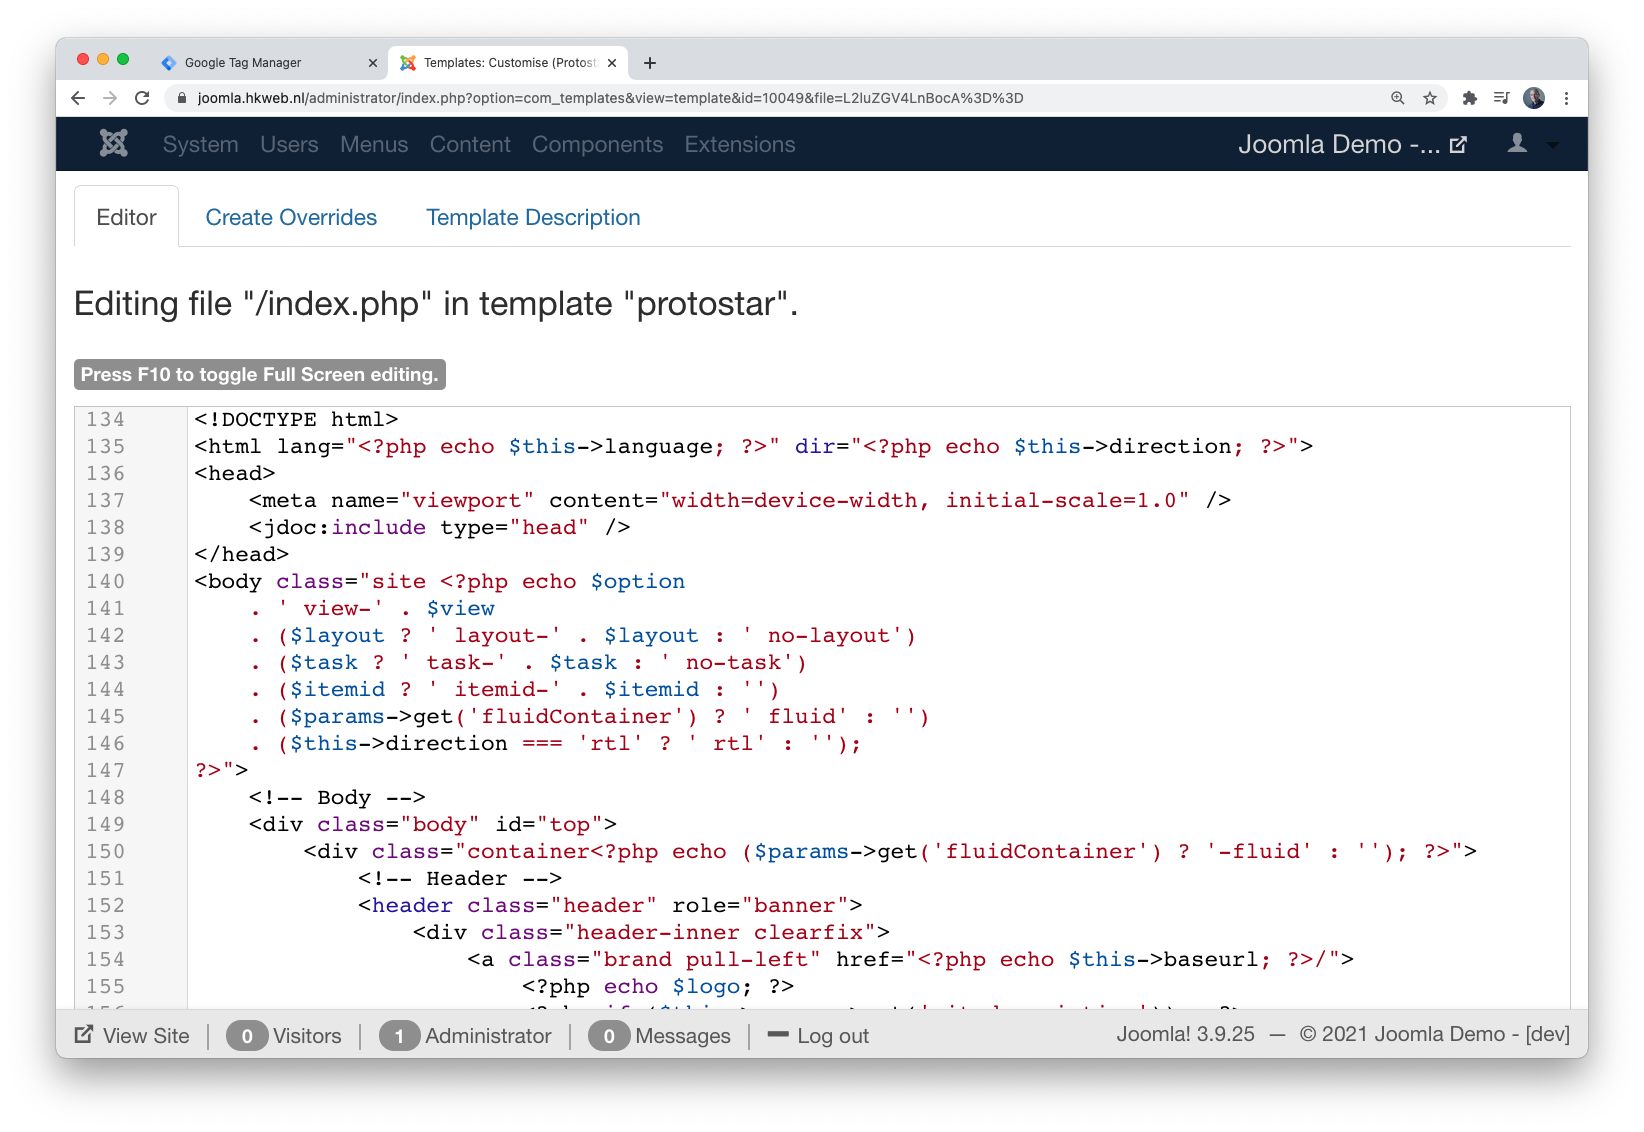 Google Tag Manager
Templates: Customise (Protost
joomla.hkweb.nl/administrator/index.php?option=com_templates&view=template&id=10049&file=L2luZGV4LnBocA%3D%3D
System Users Menus Content Components Extensions Joomla Demo -...
Editor Create Overrides Template Description
Editing file "/index.php" in template "protostar".
Press F10 to toggle Full Screen editing.
134 <!DOCTYPE html>
135 <html lang="<?php echo $this->language; ?>" dir="<?php echo $this->direction; ?>">
136 <head>
137     <meta name="viewport" content="width=device-width, initial-scale=1.0" />
138     <jdoc:include type="head" />
139 </head>
140 <body class="site <?php echo $option
141     . ' view-' . $view
142     . ($layout ? ' layout-' . $layout : ' no-layout')
143     . ($task ? ' task-' . $task : ' no-task')
144     . ($itemid ? ' itemid-' . $itemid : '')
145     . ($params->get('fluidContainer') ? ' fluid' : '')
146     . ($this->direction === 'rtl' ? ' rtl' : '');
147 ?>">
148     <!-- Body -->
149     <div class="body" id="top">
150         <div class="container<?php echo ($params->get('fluidContainer') ? '-fluid' : ''); ?>">
151             <!-- Header -->
152             <header class="header" role="banner">
153                 <div class="header-inner clearfix">
154                     <a class="brand pull-left" href="<?php echo $this->baseurl; ?>/">
155                         <?php echo $logo; ?>
View Site 0 Visitors 1 Administrator 0 Messages Log out Joomla! 3.9.25 — © 2021 Joomla Demo - [dev]